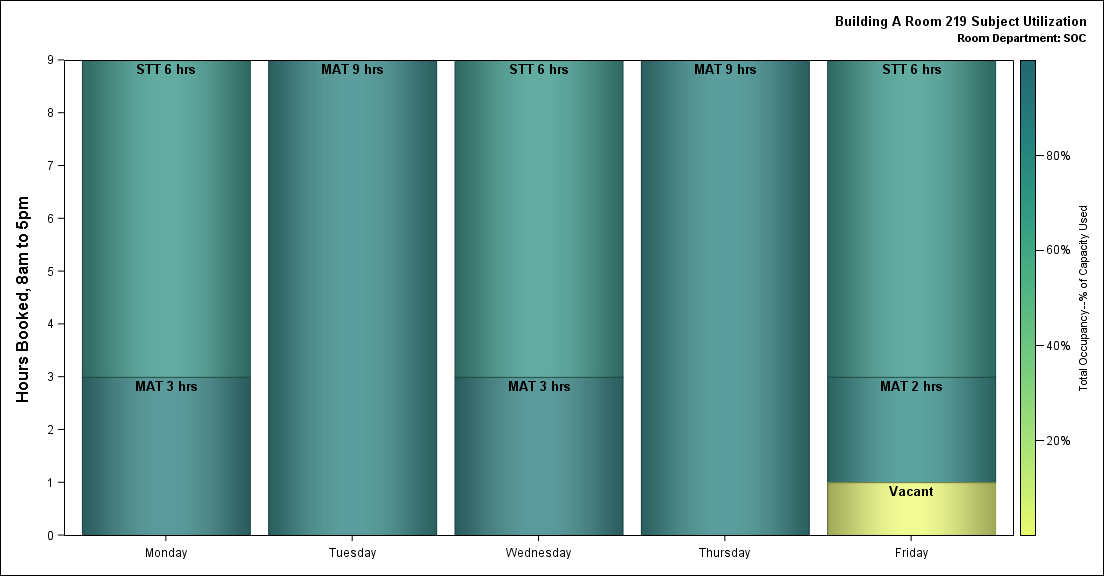 Building A Room 219 Subject Utilization
Room Department: SOC
Hours Booked, 8am to 5pm
9
8
7
6
5
4
3
2
1
0
STT 6 hrs
MAT 3 hrs
MAT 9 hrs
STT 6 hrs
MAT 3 hrs
MAT 9 hrs
STT 6 hrs
MAT 2 hrs
Vacant
Monday
Tuesday
Wednesday
Thursday
Friday
80%
60%
40%
20%
Total Occupancy--% of Capacity Used